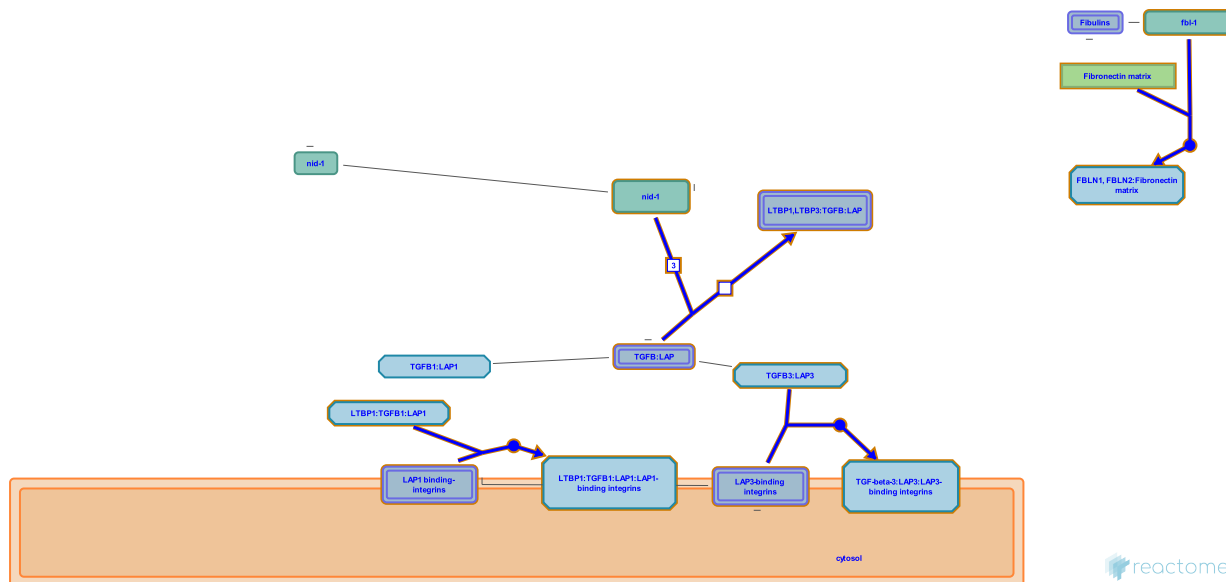 Fibulins
fbl-1
Fibronectin matrix
nid-1
FBLN1, FBLN2:Fibronectin
matrix
nid-1
LTBP1,LTBP3:TGFB:LAP
3
TGFB:LAP
TGFB1:LAP1
TGFB3:LAP3
LTBP1:TGFB1:LAP1
LAP1 binding-
integrins
LTBP1:TGFB1:LAP1:LAP1-
binding integrins
LAP3-binding
integrins
TGF-beta-3:LAP3:LAP3-
binding integrins
cytosol
reactome